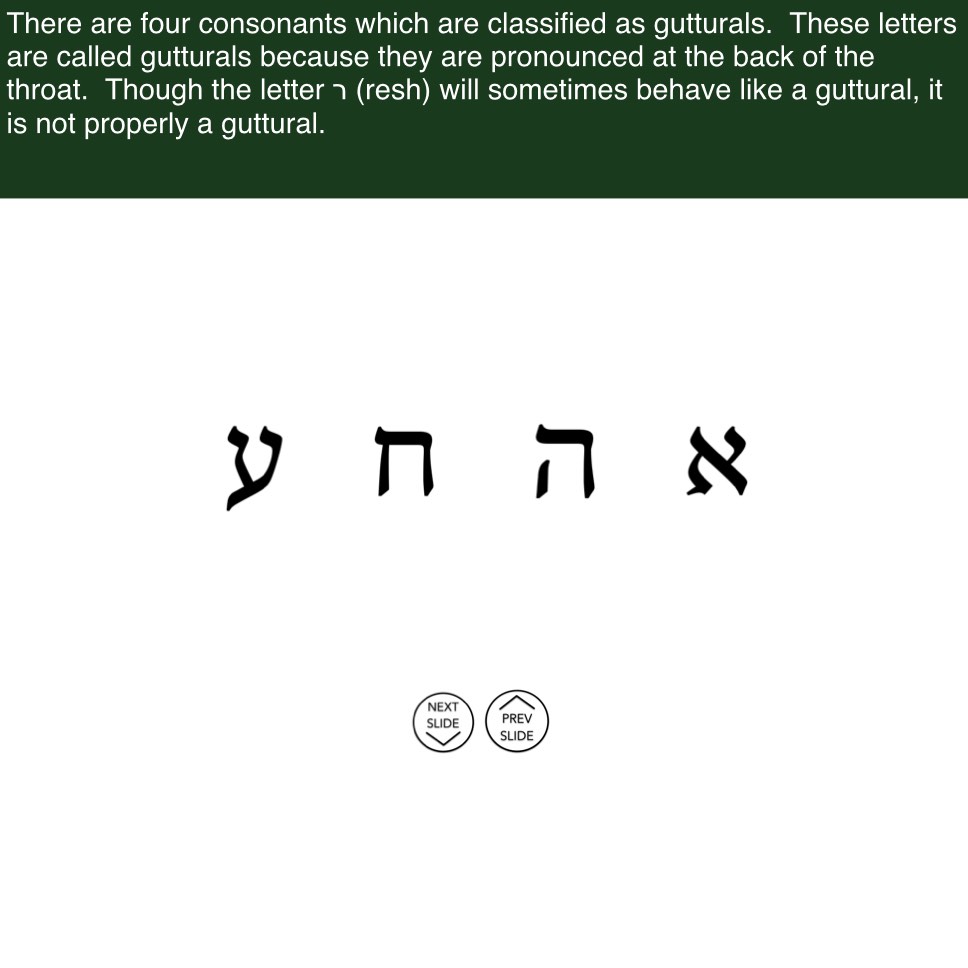 There are four consonants which are classified as gutturals.  These letters
are called gutturals because they are pronounced at the back of the
throat.  Though the letter ר (resh) will sometimes behave like a guttural, it
is not properly a guttural.
א ה ח ע
NEXT
SLIDE
PREV
SLIDE